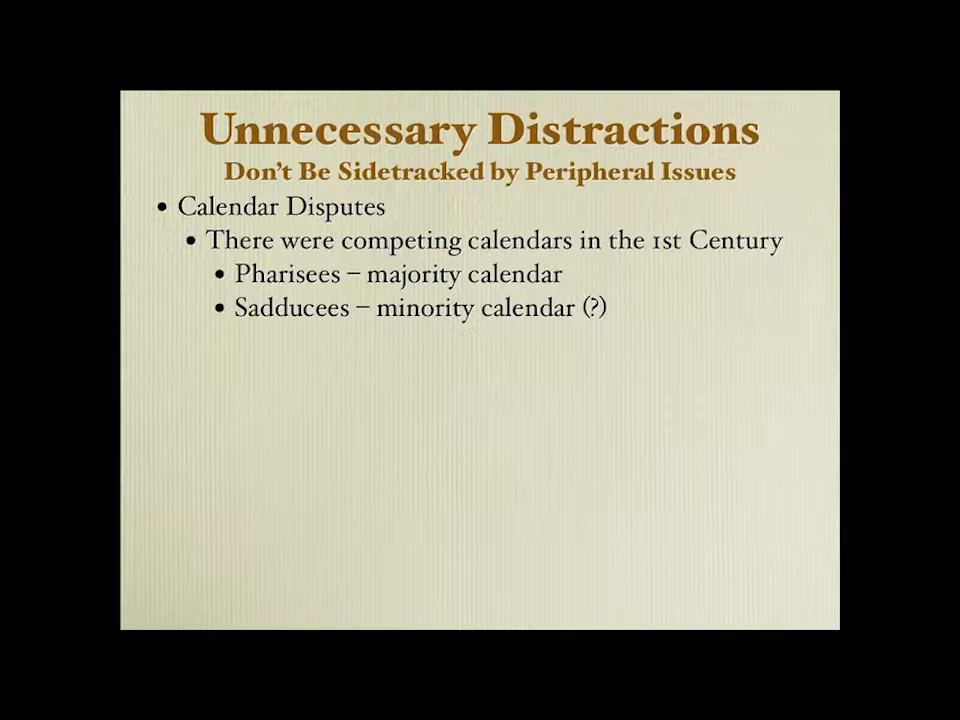 Unnecessary Distractions
Don't Be Sidetracked by Peripheral Issues
• Calendar Disputes
• There were competing calendars in the 1st Century
• Pharisees – majority calendar
• Sadducees – minority calendar (?)